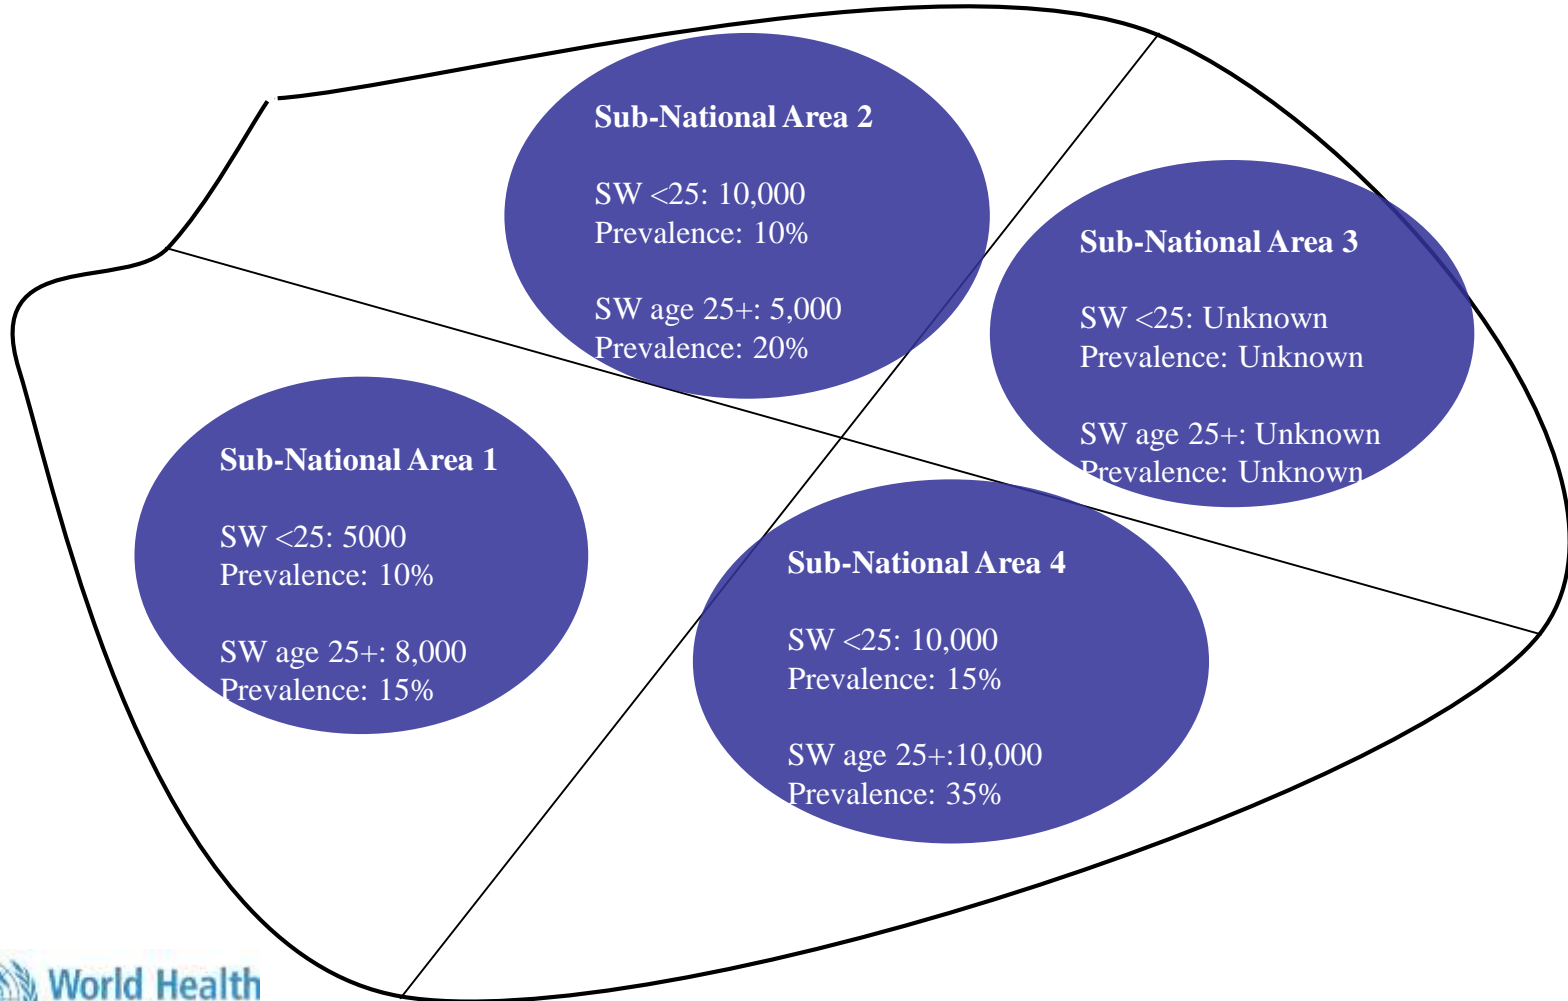 Sub-National Area 2
SW <25: 10,000
Prevalence: 10%
SW age 25+: 5,000
Prevalence: 20%
Sub-National Area 3
SW <25: Unknown
Prevalence: Unknown
SW age 25+: Unknown
Prevalence: Unknown
Sub-National Area 1
SW <25: 5000
Prevalence: 10%
SW age 25+: 8,000
Prevalence: 15%
Sub-National Area 4
SW <25: 10,000
Prevalence: 15%
SW age 25+:10,000
Prevalence: 35%
World Health